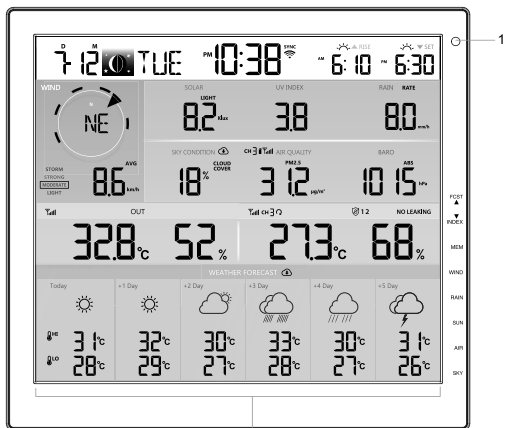 D M
7 12 TUE PM 10:38 SYNC RISE AM 6:10 SET PM 6:30
1
WIND
N
NE
STORM
STRONG
MODERATE
LIGHT
AVG
8.6 km/h
SOLAR UV INDEX RAIN RATE
LIGHT
8.2 Klux 3.8 8.0 mm/h
SKY CONDITION CH 3 AIR QUALITY BARO
CLOUD COVER PM2.5 ABS
18 % 312 µg/m³ 1015 hPa
OUT CH 3 1 2 NO LEAKING
32.8 °C 52 % 27.3 °C 68 %
WEATHER FORECAST
Today +1 Day +2 Day +3 Day +4 Day +5 Day
HI 31 °C 32 °C 30 °C 33 °C 30 °C 31 °C
LO 28 °C 29 °C 27 °C 28 °C 27 °C 26 °C
FCST
INDEX
MEM
WIND
RAIN
SUN
AIR
SKY